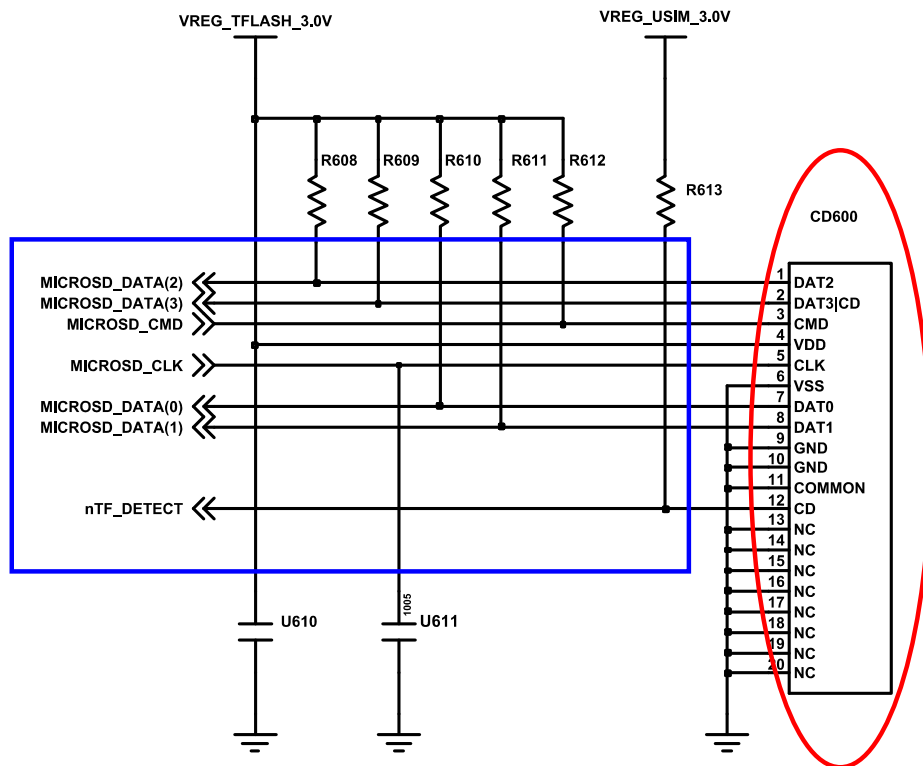 VREG_TFLASH_3.0V
VREG_USIM_3.0V
R608
R609
R610
R611
R612
R613
CD600
MICROSD_DATA(2)
1 DAT2
MICROSD_DATA(3)
2 DAT3|CD
MICROSD_CMD
3 CMD
4 VDD
MICROSD_CLK
5 CLK
6 VSS
MICROSD_DATA(0)
7 DAT0
MICROSD_DATA(1)
8 DAT1
9 GND
10 GND
11 COMMON
nTF_DETECT
12 CD
13 NC
14 NC
15 NC
16 NC
17 NC
18 NC
19 NC
20 NC
U610
1005
U611